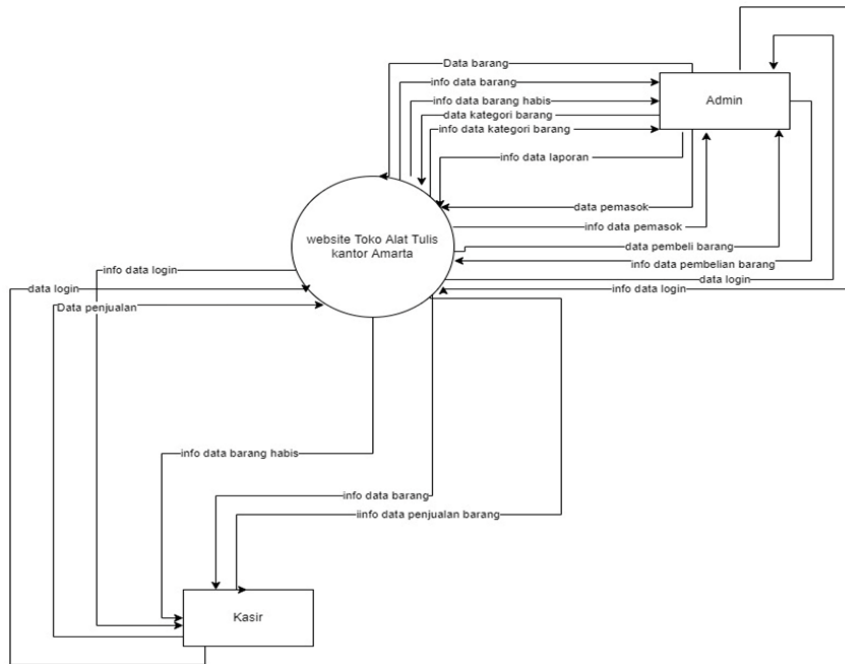 Data barang
info data barang
Admin
info data barang habis
data kategori barang
info data kategori barang
info data laporan
data pemasok
info data pemasok
website Toko Alat Tulis
kantor Amarta
data pembeli barang
info data pembelian barang
info data login
data login
data login
info data login
Data penjualan
info data barang habis
info data barang
iinfo data penjualan barang
Kasir